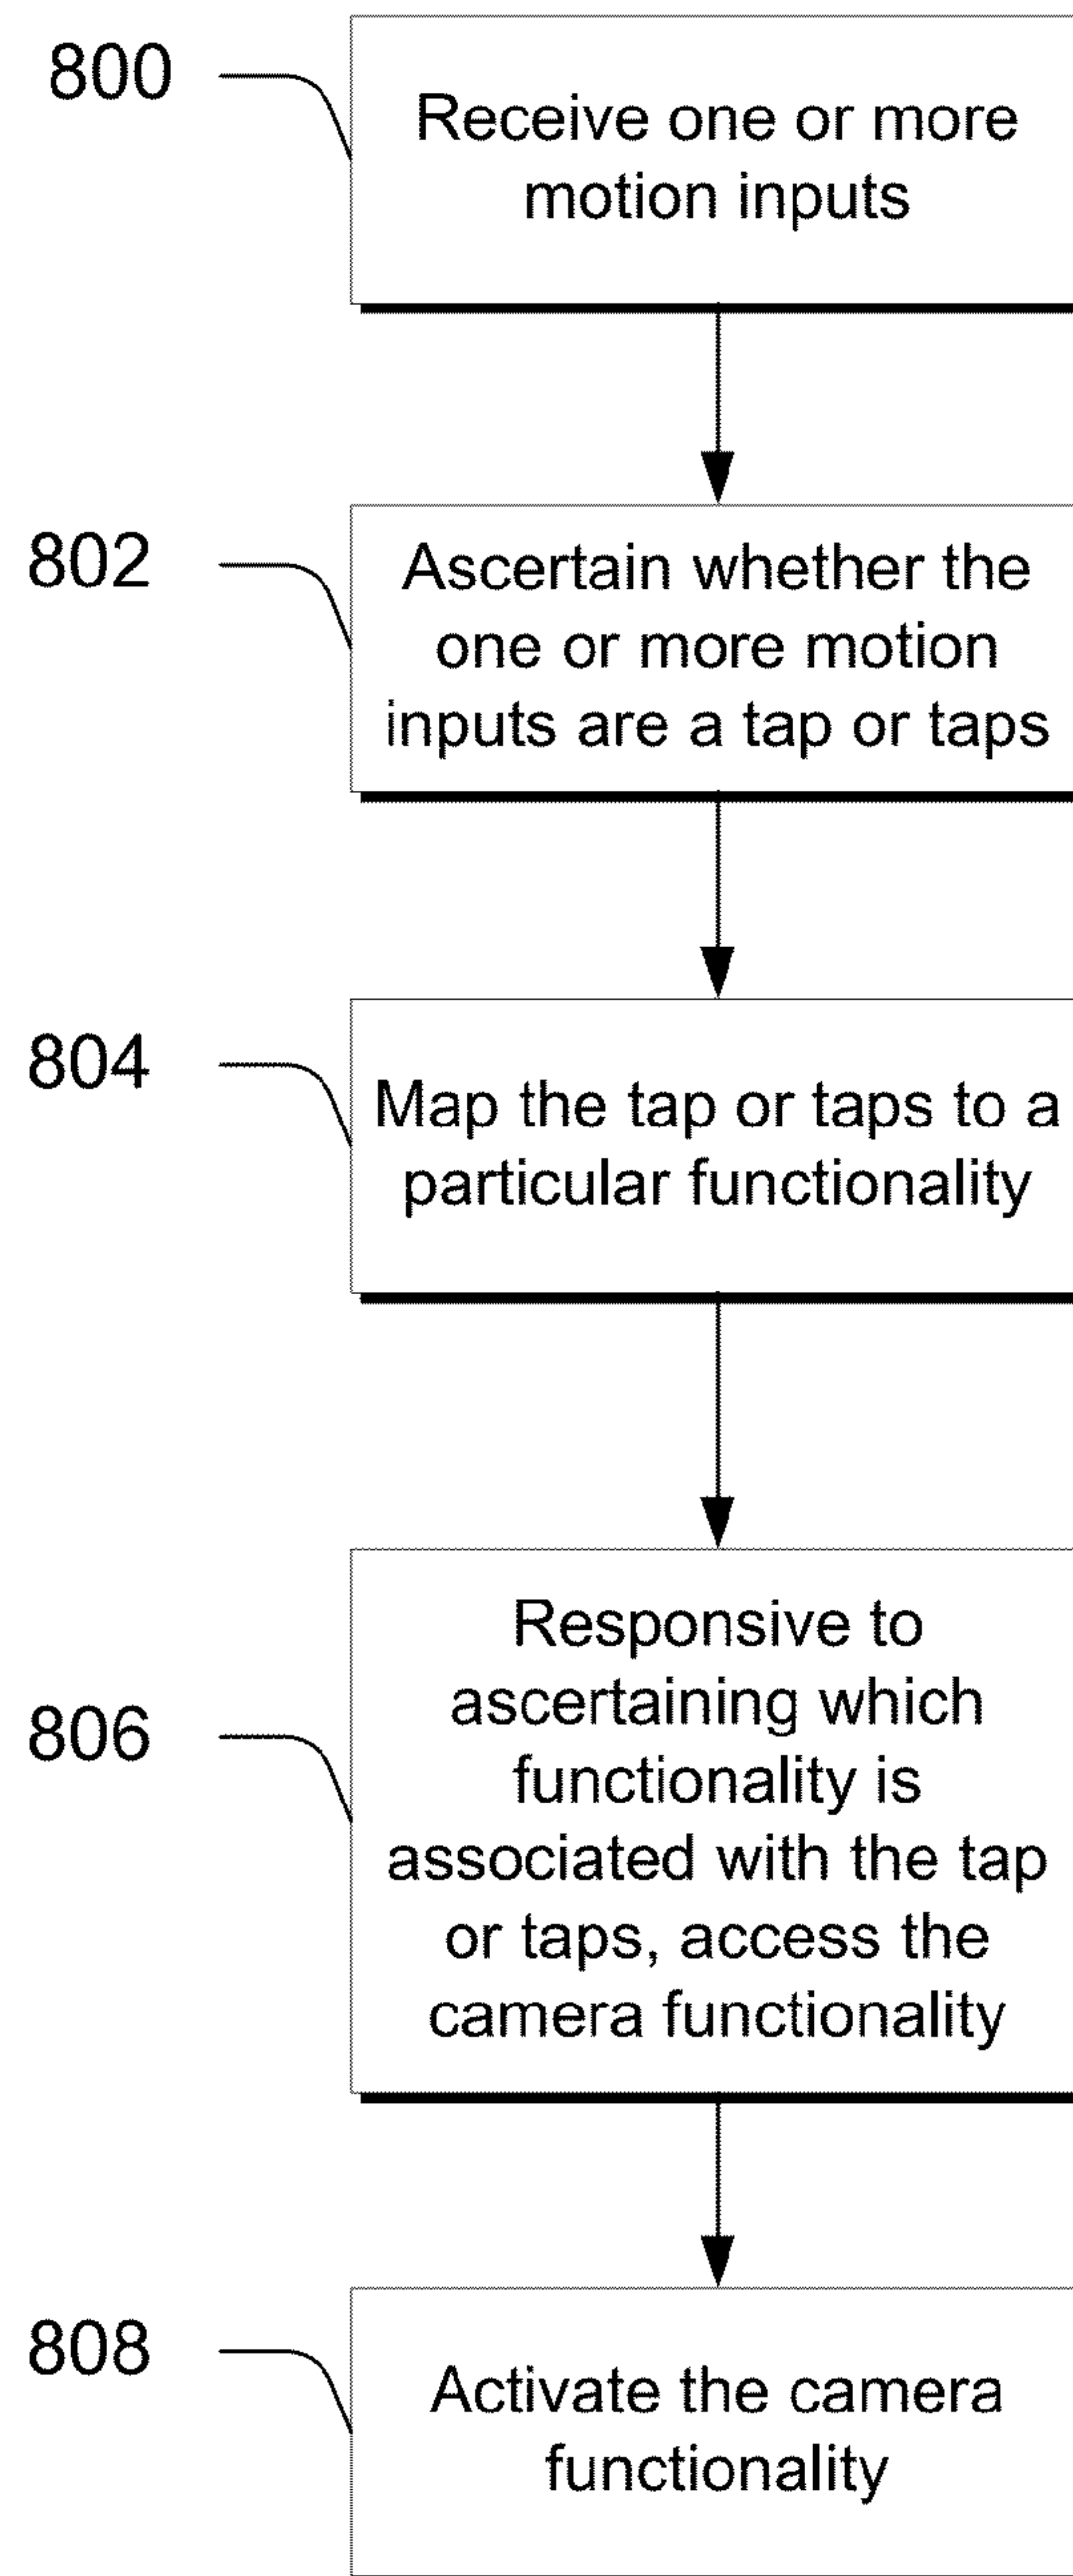 800
Receive one or more
motion inputs
802
Ascertain whether the
one or more motion
inputs are a tap or taps
804
Map the tap or taps to a
particular functionality
806
Responsive to
ascertaining which
functionality is
associated with the tap
or taps, access the
camera functionality
808
Activate the camera
functionality